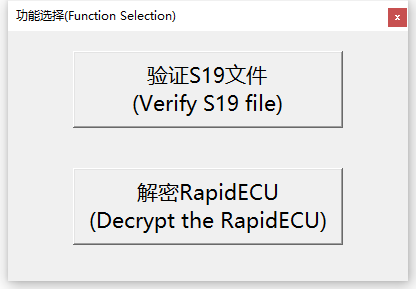 功能选择(Function Selection)
x
验证S19文件
(Verify S19 file)
解密RapidECU
(Decrypt the RapidECU)